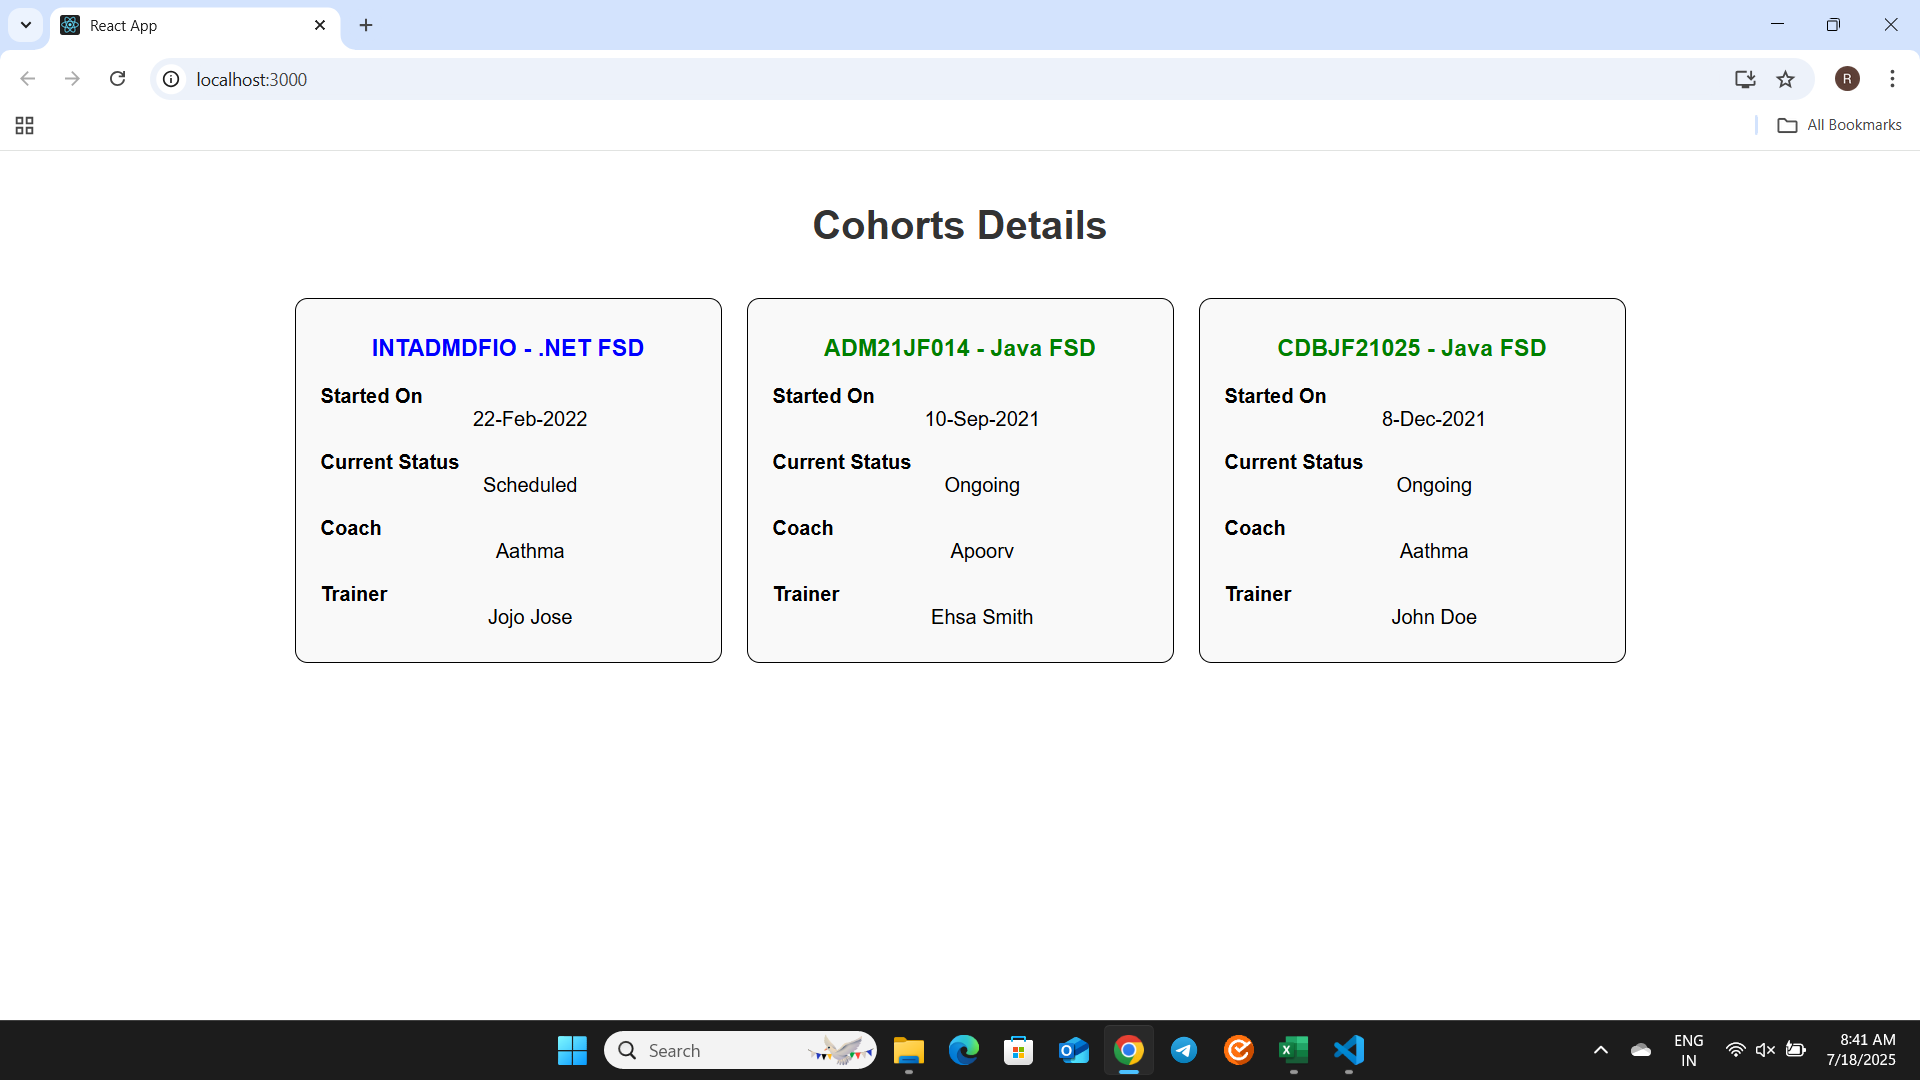 React App
localhost:3000
R
All Bookmarks
Cohorts Details
INTADMDFIO - .NET FSD
Started On
22-Feb-2022
Current Status
Scheduled
Coach
Aathma
Trainer
Jojo Jose
ADM21JF014 - Java FSD
Started On
10-Sep-2021
Current Status
Ongoing
Coach
Apoorv
Trainer
Ehsa Smith
CDBJF21025 - Java FSD
Started On
8-Dec-2021
Current Status
Ongoing
Coach
Aathma
Trainer
John Doe
Search
ENG
IN
8:41 AM
7/18/2025